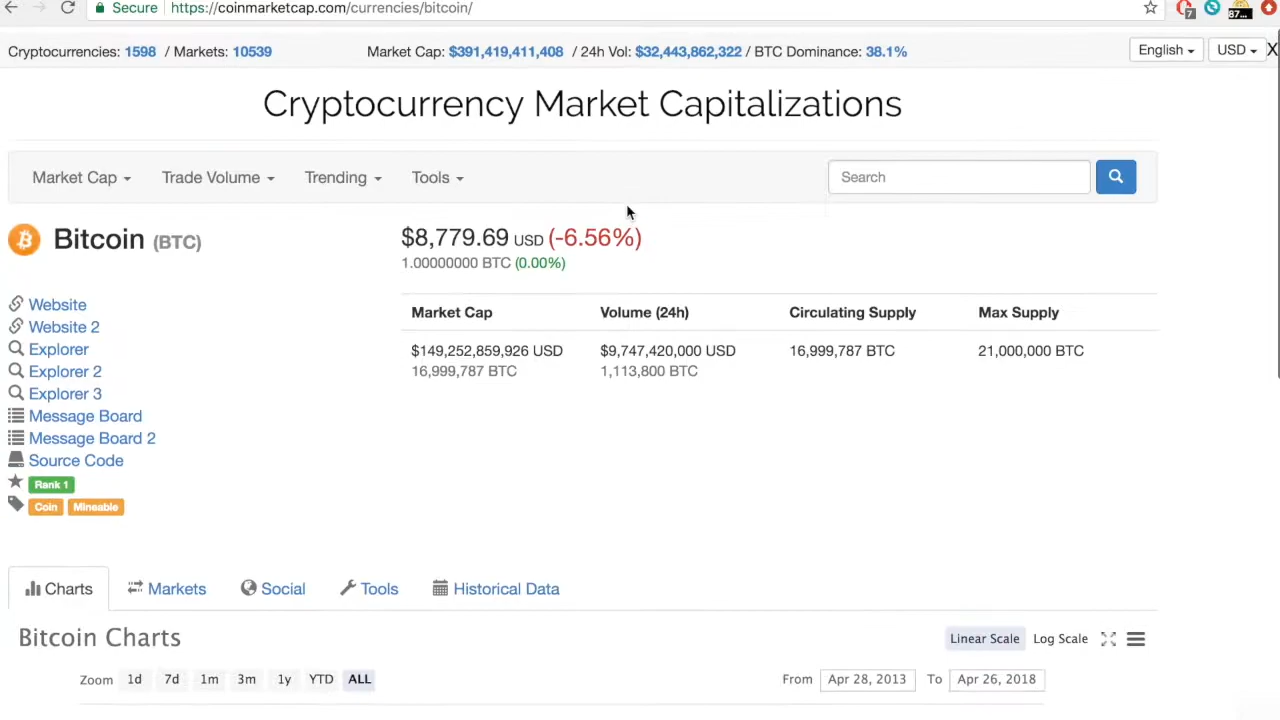 Secure https://coinmarketcap.com/currencies/bitcoin/
7 87...
Cryptocurrencies: 1598 / Markets: 10539 Market Cap: $391,419,411,408 / 24h Vol: $32,443,862,322 / BTC Dominance: 38.1% English USD X
Cryptocurrency Market Capitalizations
Market Cap Trade Volume Trending Tools Search
Bitcoin (BTC) $8,779.69 USD (-6.56%)
1.00000000 BTC (0.00%)
Website
Website 2
Explorer
Explorer 2
Explorer 3
Message Board
Message Board 2
Source Code
Rank 1
Coin Mineable
Market Cap Volume (24h) Circulating Supply Max Supply
$149,252,859,926 USD $9,747,420,000 USD 16,999,787 BTC 21,000,000 BTC
16,999,787 BTC 1,113,800 BTC
Charts Markets Social Tools Historical Data
Bitcoin Charts Linear Scale Log Scale
Zoom 1d 7d 1m 3m 1y YTD ALL From Apr 28, 2013 To Apr 26, 2018